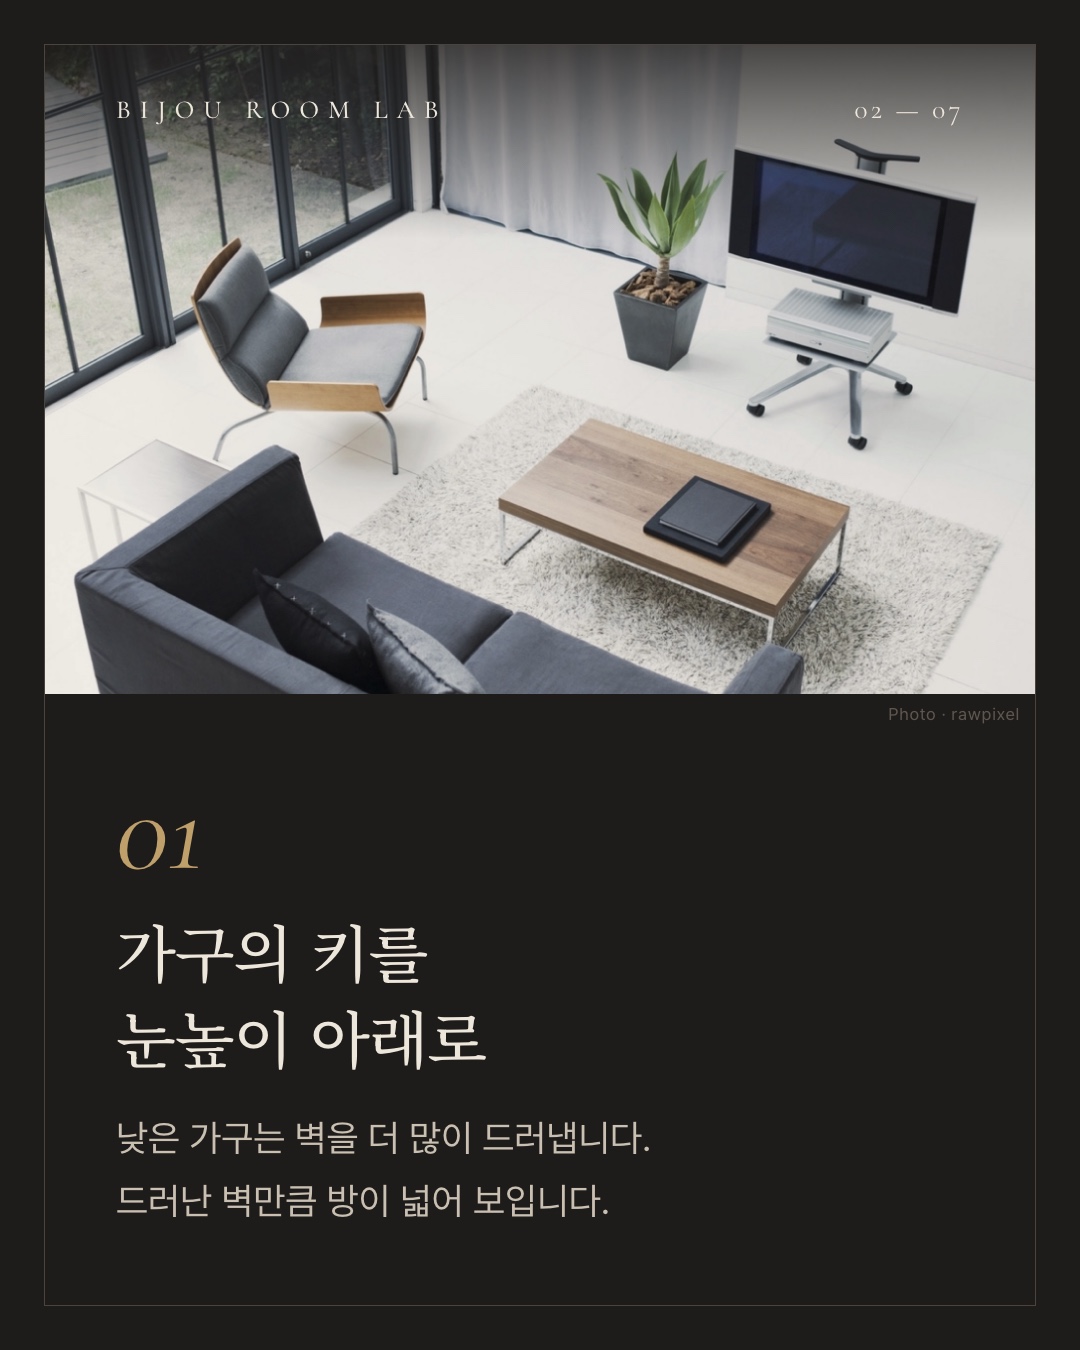 BIJOU ROOM LAB
02 — 07
Photo · rawpixel
01
가구의 키를
눈높이 아래로
낮은 가구는 벽을 더 많이 드러냅니다.
드러난 벽만큼 방이 넓어 보입니다.